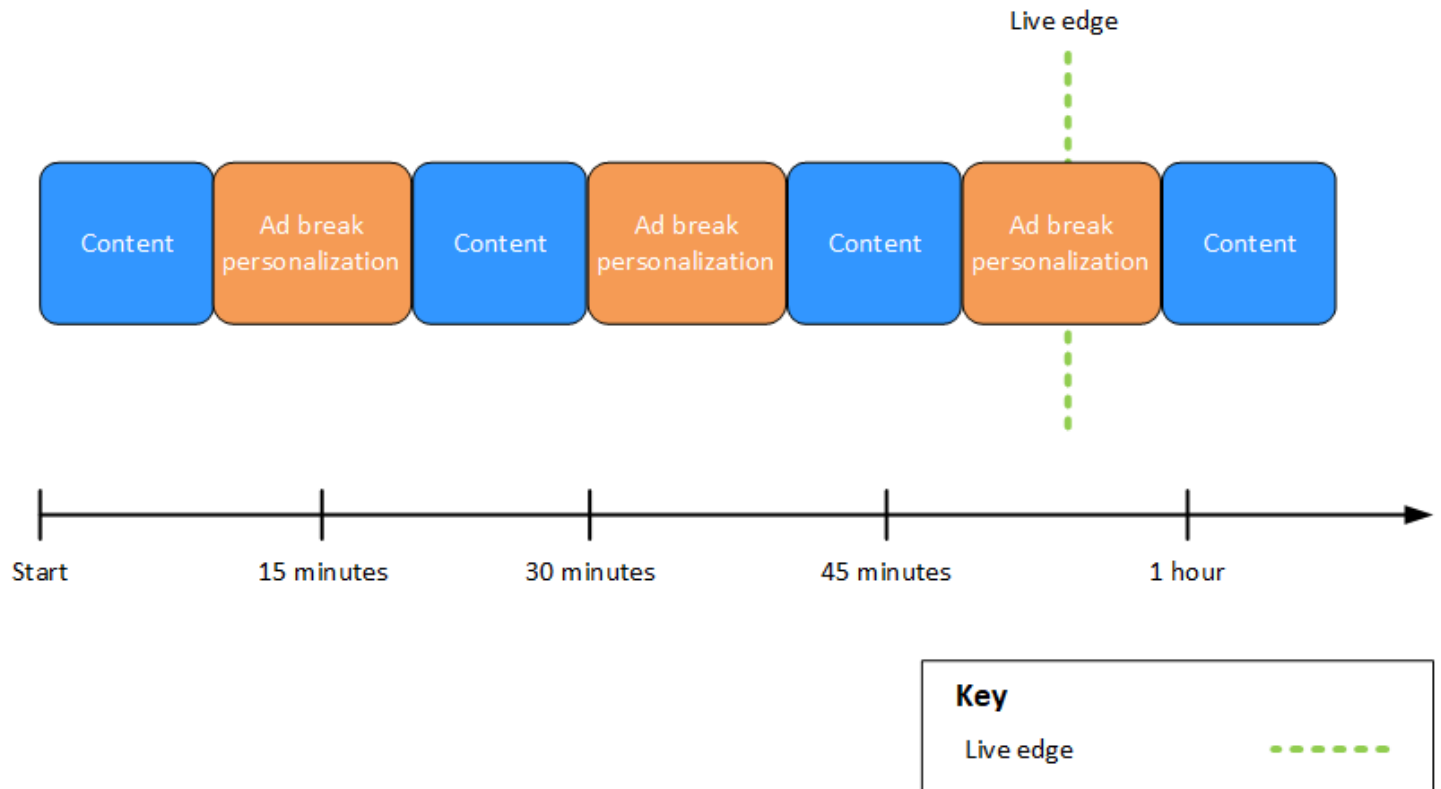 Live edge
Content
Ad break
personalization
Content
Ad break
personalization
Content
Ad break
personalization
Content
Start
15 minutes
30 minutes
45 minutes
1 hour
Key
Live edge